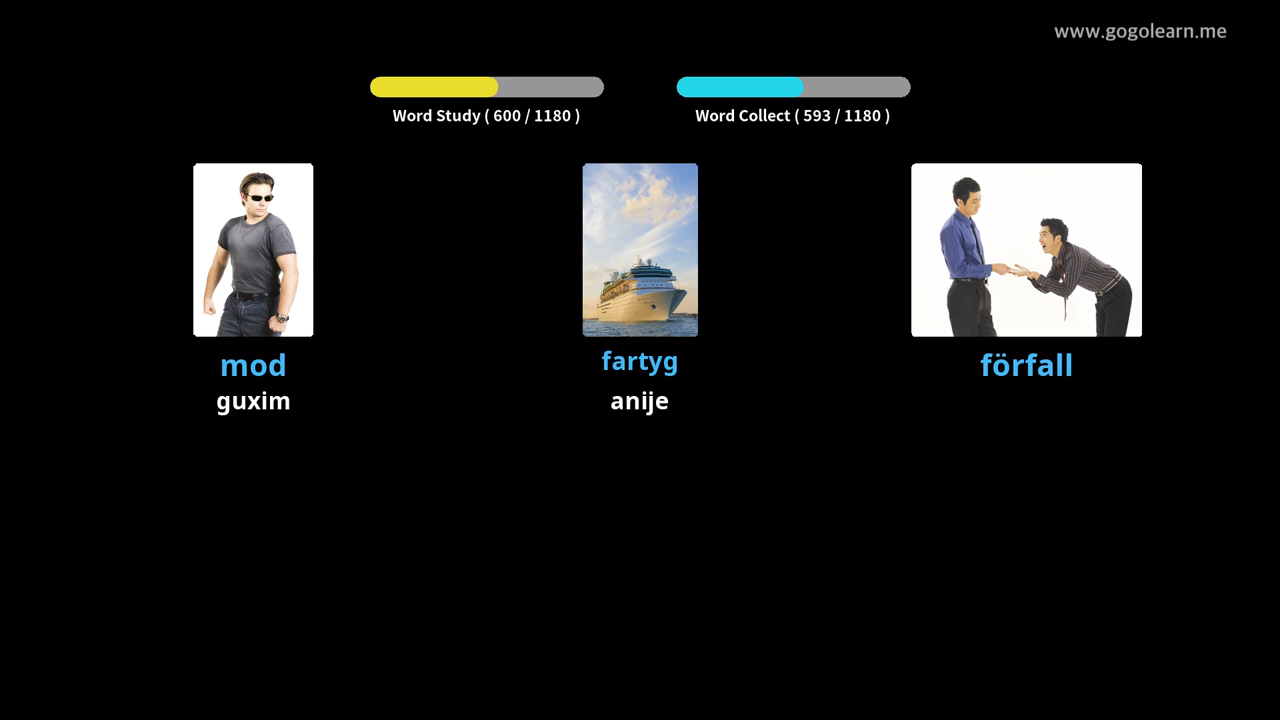 www.gogolearn.me
Word Study ( 600 / 1180 )
Word Collect ( 593 / 1180 )
mod
guxim
fartyg
anije
förfall